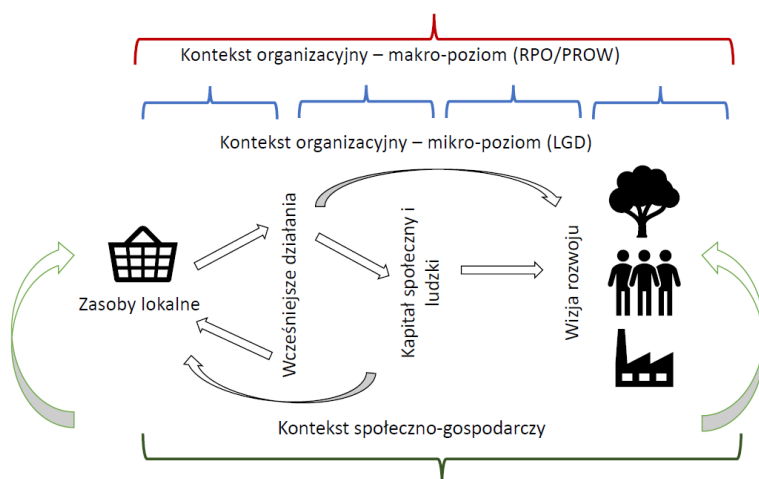 Kontekst organizacyjny – makro-poziom (RPO/PROW)
Kontekst organizacyjny – mikro-poziom (LGD)
Zasoby lokalne
Wcześniejsze działania
Kapitał społeczny i
ludzki
Wizja rozwoju
Kontekst społeczno-gospodarczy